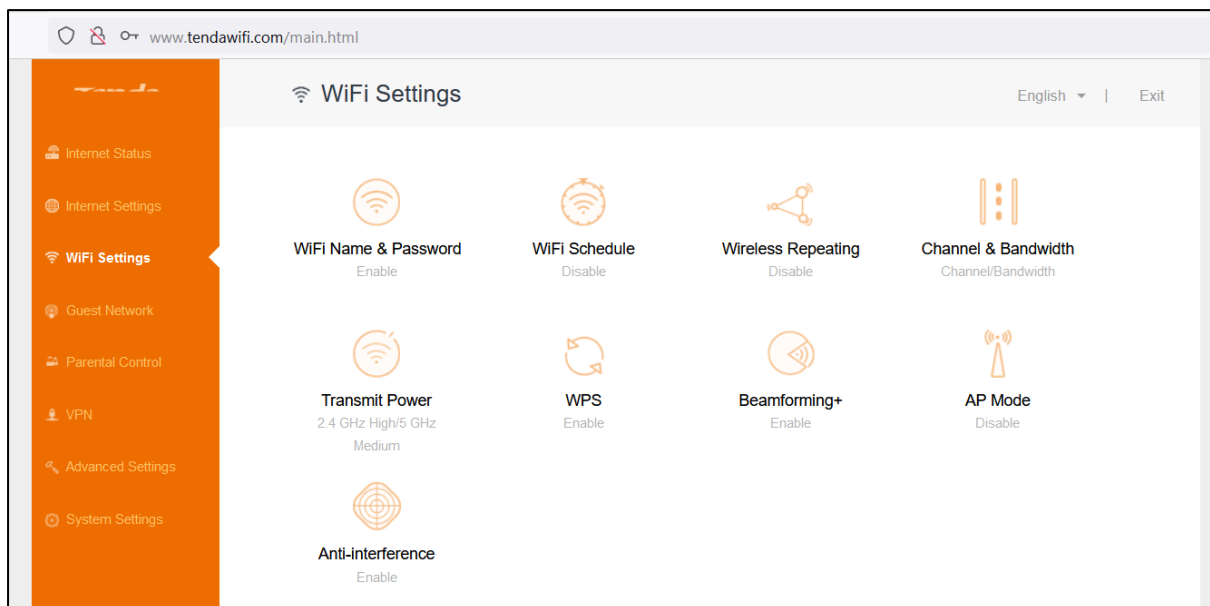 www.tendawifi.com/main.html
WiFi Settings
English
|
Exit
Internet Status
Internet Settings
WiFi Settings
Guest Network
Parental Control
VPN
Advanced Settings
System Settings
WiFi Name & Password
Enable
WiFi Schedule
Disable
Wireless Repeating
Disable
Channel & Bandwidth
Channel/Bandwidth
Transmit Power
2.4 GHz High/5 GHz
Medium
WPS
Enable
Beamforming+
Enable
AP Mode
Disable
Anti-interference
Enable